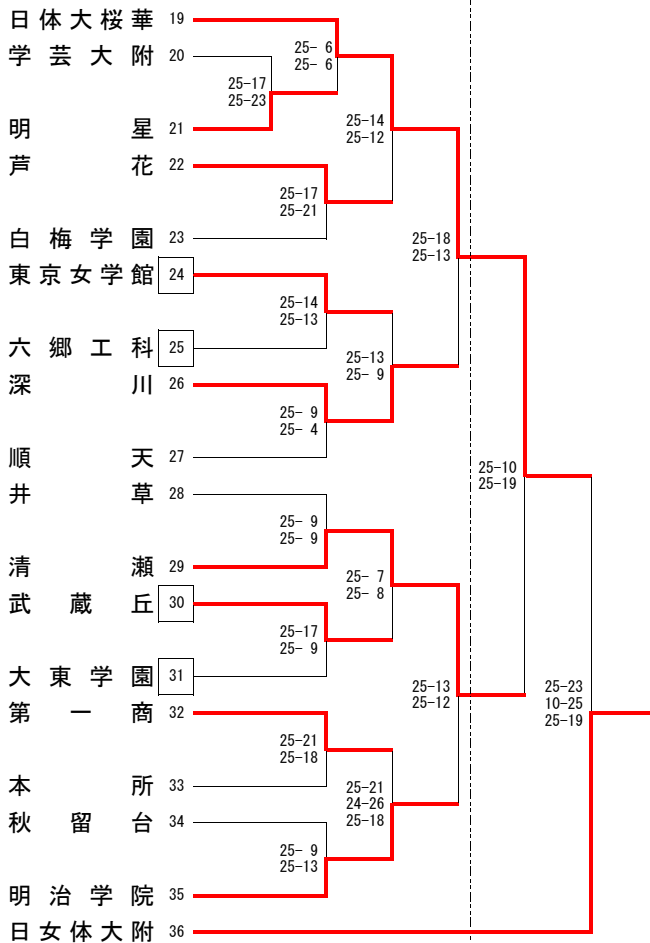 日体大桜華 19
25- 6
学芸大附 20
25- 6
25-17
25-23
25-14
明星 21
25-12
芦花 22
25-17
25-21
白梅学園 23
25-18
25-13
東京女学館 24
25-14
25-13
六郷工科 25
25-13
25- 9
深川 26
25- 9
25- 4
順天 27
25-10
25-19
井草 28
25- 9
25- 9
清瀬 29
25- 7
25- 8
武蔵丘 30
25-17
25- 9
大東学園 31
25-13
25-12
25-23
10-25
25-19
第一商 32
25-21
25-18
本所 33
25-21
24-26
25-18
秋留台 34
25- 9
25-13
明治学院 35
日女体大附 36